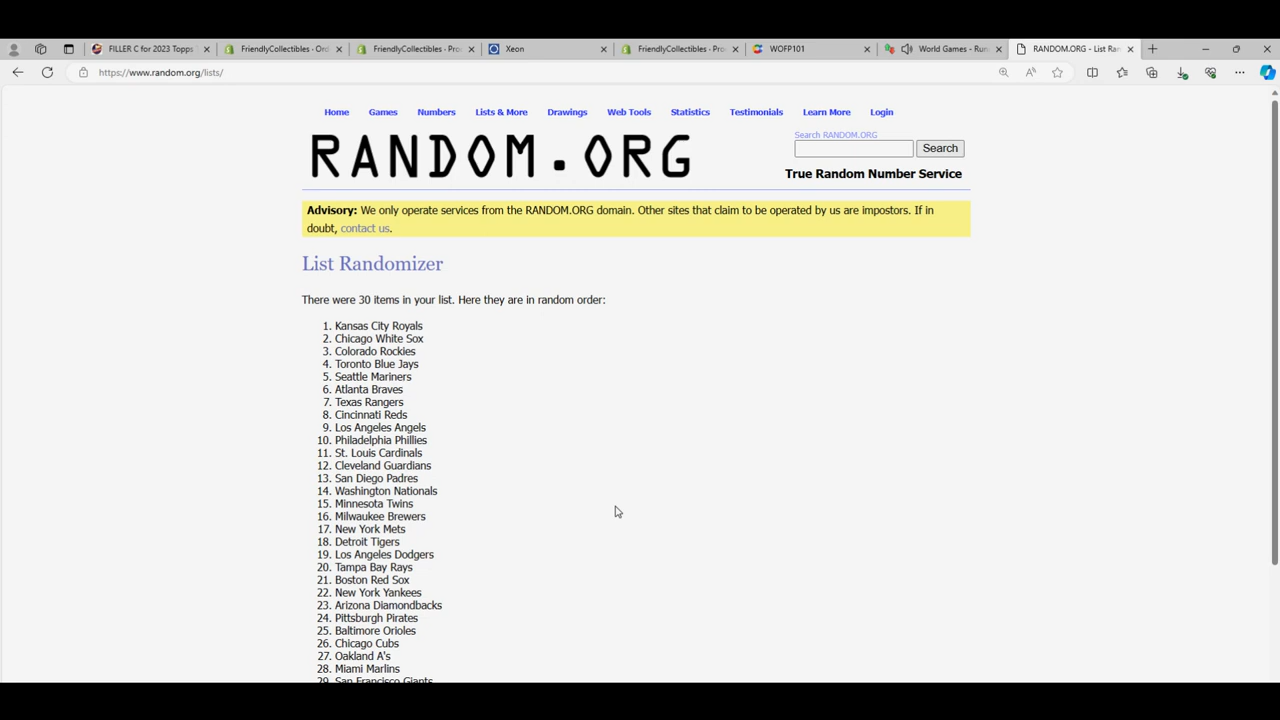 FILLER C for 2023 Topps
FriendlyCollectibles · Ord
FriendlyCollectibles · Pro
Xeon
FriendlyCollectibles · Pro
WOFP101
World Games - Run
RANDOM.ORG - List Ran
https://www.random.org/lists/
Home Games Numbers Lists & More Drawings Web Tools Statistics Testimonials Learn More Login
RANDOM.ORG
Search RANDOM.ORG
Search
True Random Number Service
Advisory: We only operate services from the RANDOM.ORG domain. Other sites that claim to be operated by us are impostors. If in
doubt, contact us.
List Randomizer
There were 30 items in your list. Here they are in random order:
1. Kansas City Royals
2. Chicago White Sox
3. Colorado Rockies
4. Toronto Blue Jays
5. Seattle Mariners
6. Atlanta Braves
7. Texas Rangers
8. Cincinnati Reds
9. Los Angeles Angels
10. Philadelphia Phillies
11. St. Louis Cardinals
12. Cleveland Guardians
13. San Diego Padres
14. Washington Nationals
15. Minnesota Twins
16. Milwaukee Brewers
17. New York Mets
18. Detroit Tigers
19. Los Angeles Dodgers
20. Tampa Bay Rays
21. Boston Red Sox
22. New York Yankees
23. Arizona Diamondbacks
24. Pittsburgh Pirates
25. Baltimore Orioles
26. Chicago Cubs
27. Oakland A's
28. Miami Marlins
29. San Francisco Giants